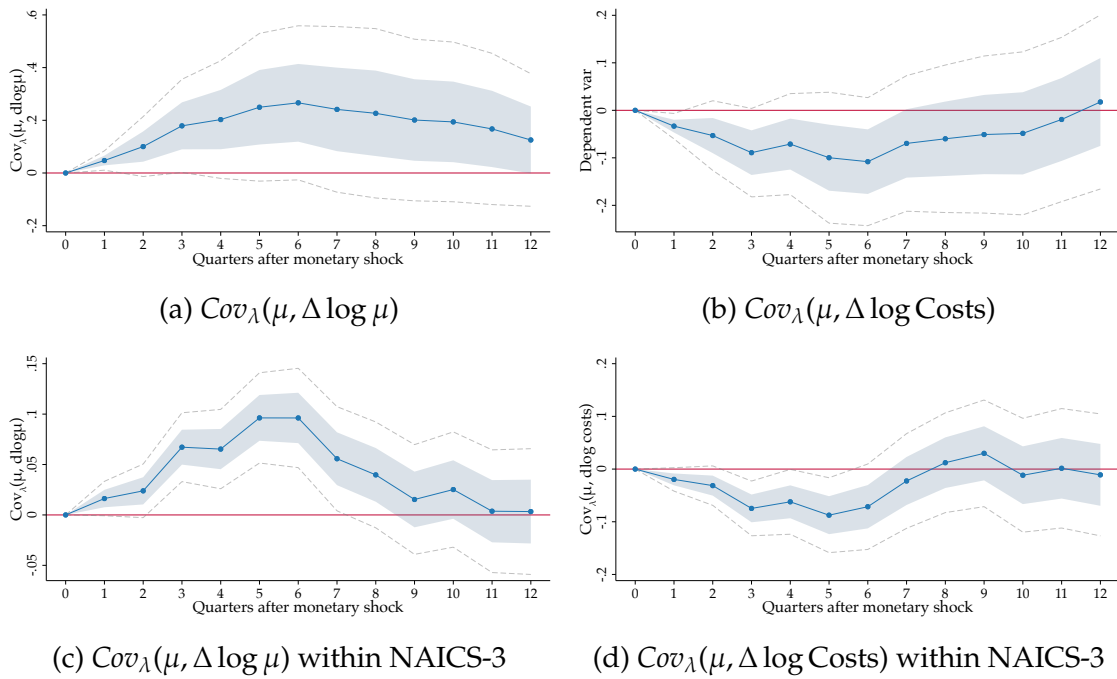 .6
.4
.2
0
.2
Cov_λ(μ, dlogμ)
0 1 2 3 4 5 6 7 8 9 10 11 12
Quarters after monetary shock
(a) Cov_λ(μ, Δ log μ)
.2
.1
0
-.1
-.2
Dependent var
0 1 2 3 4 5 6 7 8 9 10 11 12
Quarters after monetary shock
(b) Cov_λ(μ, Δ log Costs)
.15
.1
.05
0
-.05
Cov_λ(μ, dlogμ)
0 1 2 3 4 5 6 7 8 9 10 11 12
Quarters after monetary shock
(c) Cov_λ(μ, Δ log μ) within NAICS-3
.2
.1
0
-.1
-.2
Cov_λ(μ, dlog costs)
0 1 2 3 4 5 6 7 8 9 10 11 12
Quarters after monetary shock
(d) Cov_λ(μ, Δ log Costs) within NAICS-3